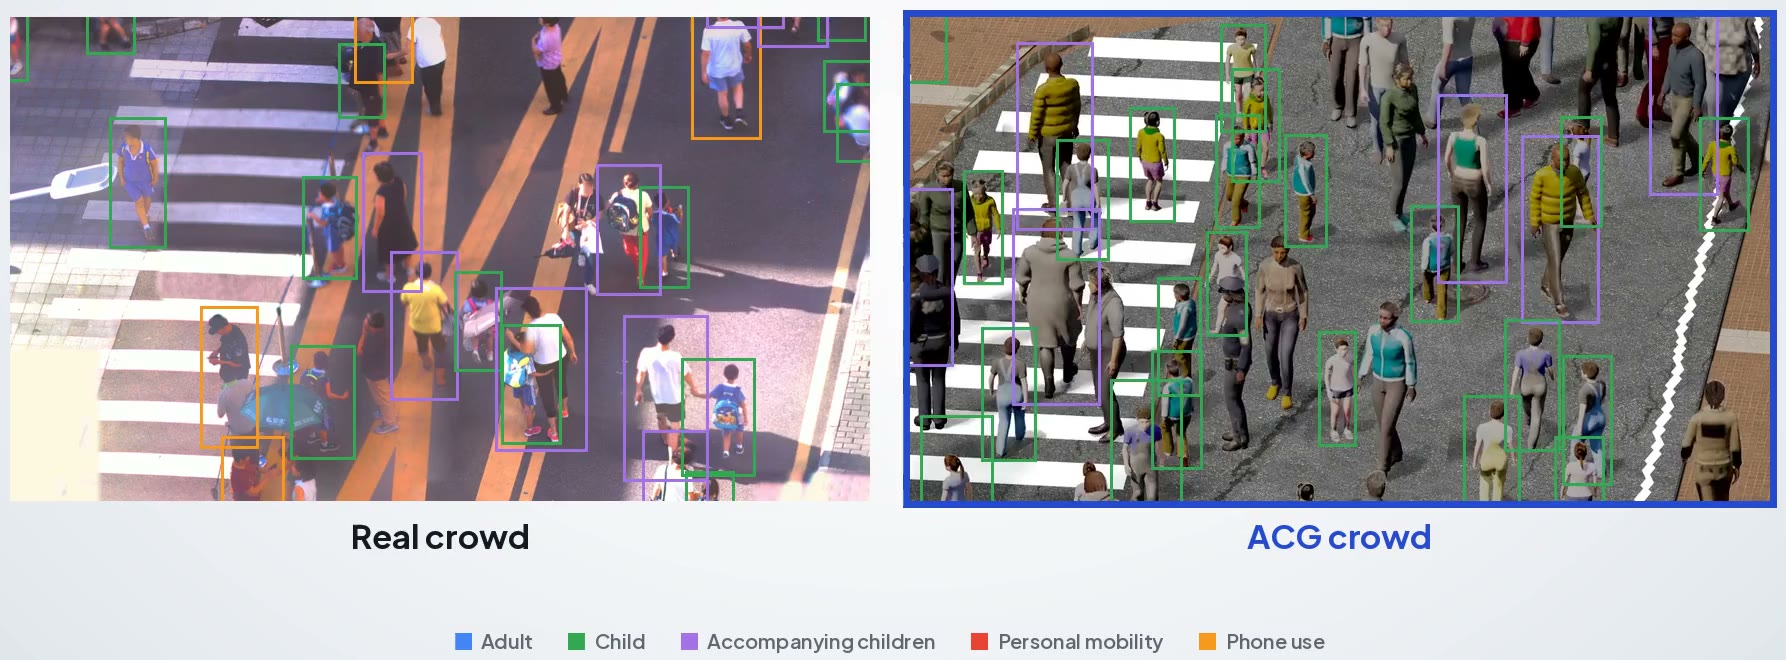 Real crowd
ACG crowd
Adult
Child
Accompanying children
Personal mobility
Phone use